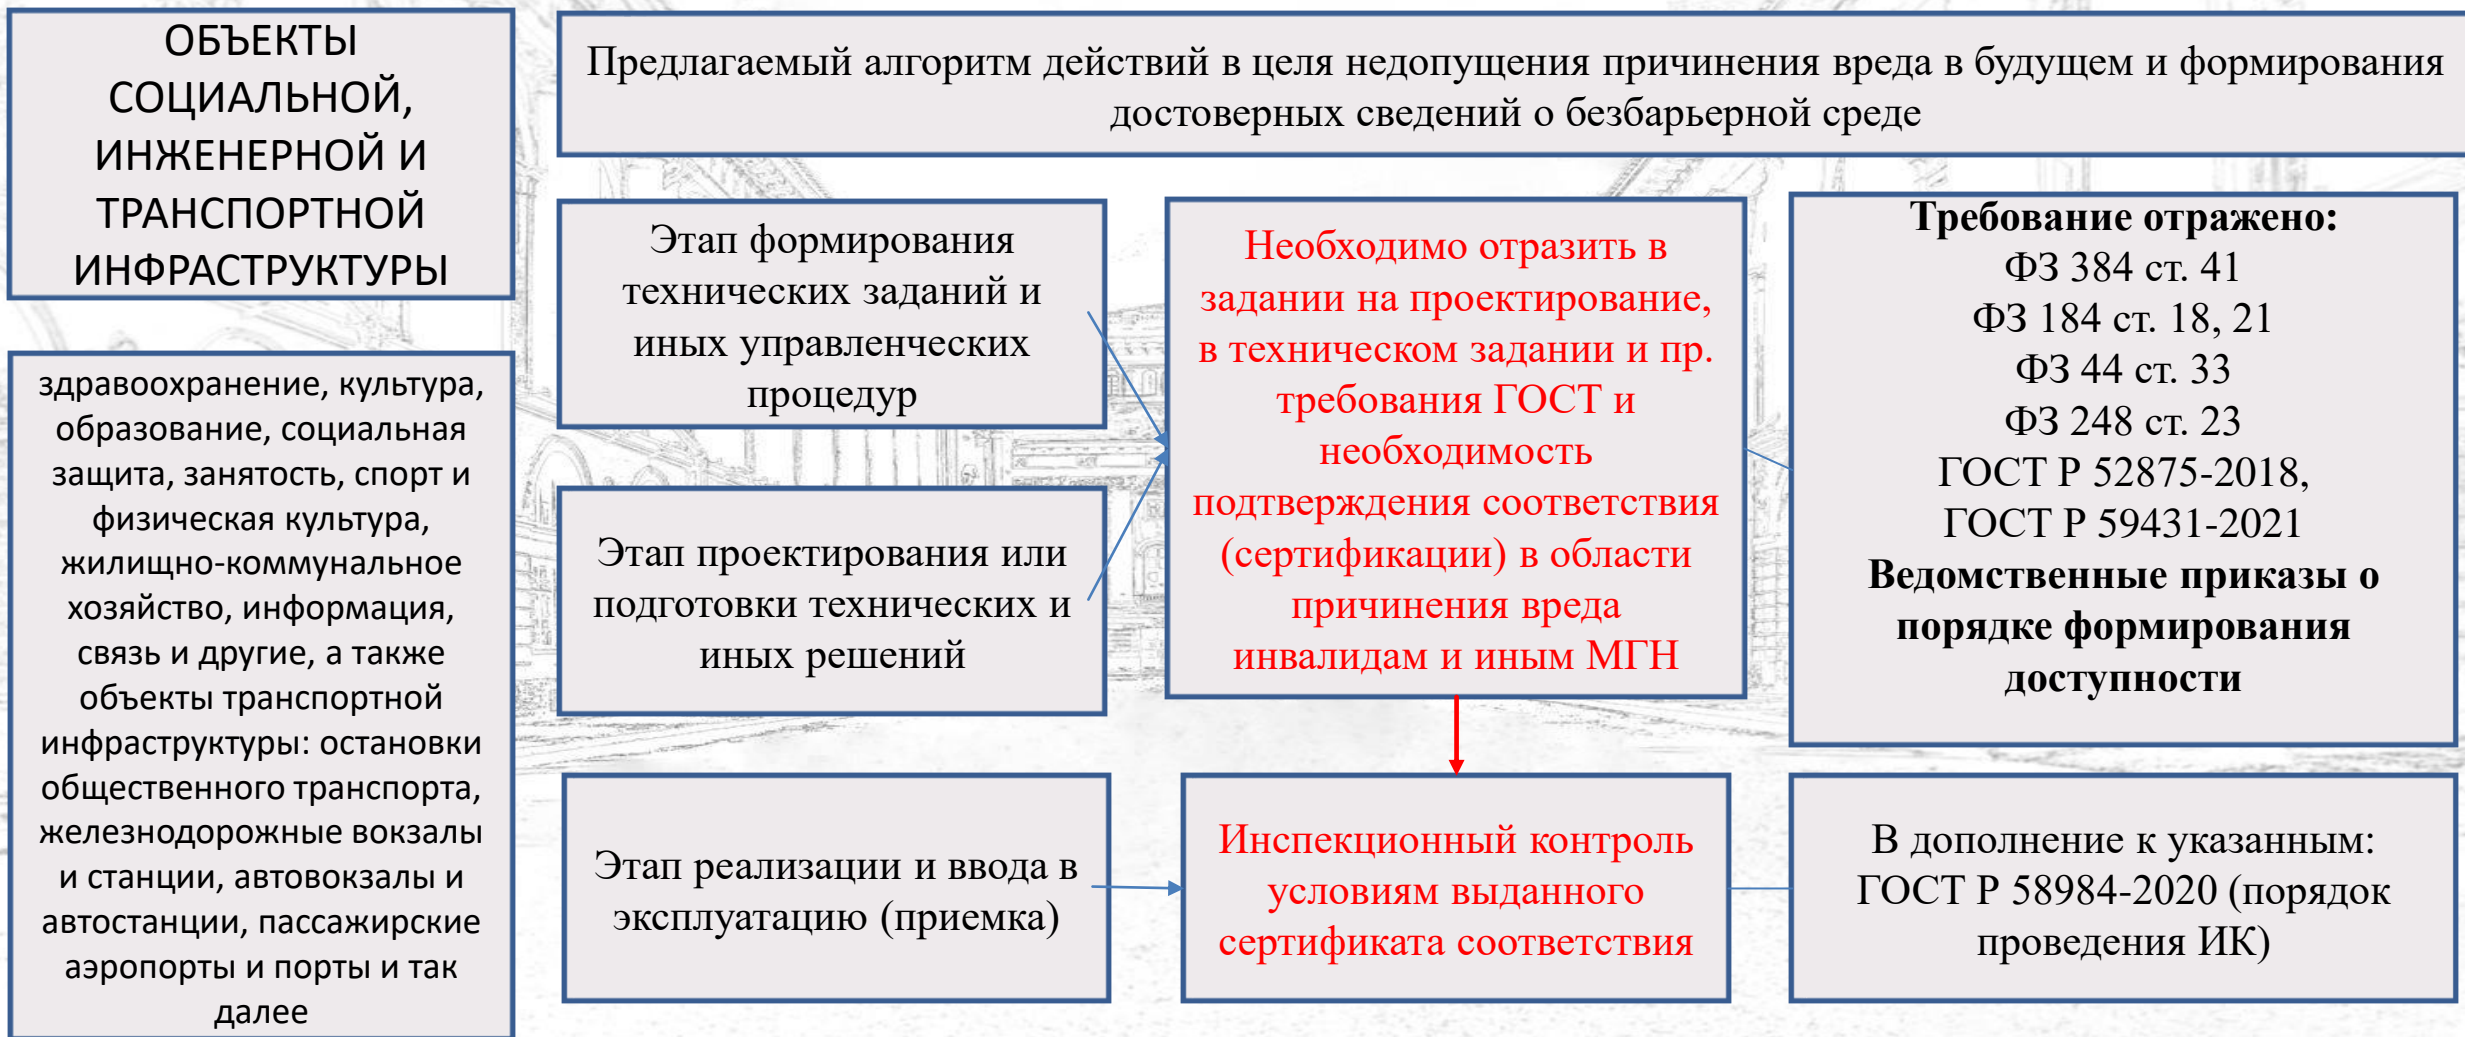 ОБЪЕКТЫ
СОЦИАЛЬНОЙ,
ИНЖЕНЕРНОЙ И
ТРАНСПОРТНОЙ
ИНФРАСТРУКТУРЫ
здравоохранение, культура,
образование, социальная
защита, занятость, спорт и
физическая культура,
жилищно-коммунальное
хозяйство, информация,
связь и другие, а также
объекты транспортной
инфраструктуры: остановки
общественного транспорта,
железнодорожные вокзалы
и станции, автовокзалы и
автостанции, пассажирские
аэропорты и порты и так
далее
Предлагаемый алгоритм действий в целя недопущения причинения вреда в будущем и формирования
достоверных сведений о безбарьерной среде
Этап формирования
технических заданий и
иных управленческих
процедур
Этап проектирования или
подготовки технических и
иных решений
Необходимо отразить в
задании на проектирование,
в техническом задании и пр.
требования ГОСТ и
необходимость
подтверждения соответствия
(сертификации) в области
причинения вреда
инвалидам и иным МГН
Требование отражено:
ФЗ 384 ст. 41
ФЗ 184 ст. 18, 21
ФЗ 44 ст. 33
ФЗ 248 ст. 23
ГОСТ Р 52875-2018,
ГОСТ Р 59431-2021
Ведомственные приказы о
порядке формирования
доступности
Этап реализации и ввода в
эксплуатацию (приемка)
Инспекционный контроль
условиям выданного
сертификата соответствия
В дополнение к указанным:
ГОСТ Р 58984-2020 (порядок
проведения ИК)